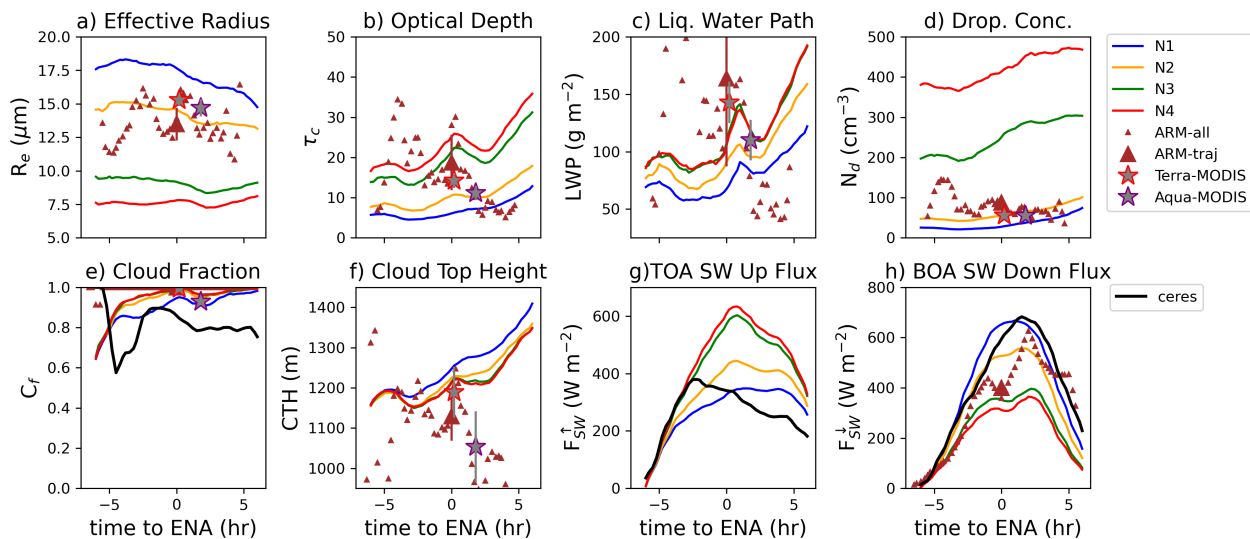 a) Effective Radius
b) Optical Depth
c) Liq. Water Path
d) Drop. Conc.
20.0
17.5
15.0
12.5
10.0
7.5
5.0
R_e (μm)
50
40
30
20
10
0
τ_c
200
150
100
50
LWP (g m⁻²)
500
400
300
200
100
0
N_d (cm⁻³)
N1
N2
N3
N4
ARM-all
ARM-traj
Terra-MODIS
Aqua-MODIS
e) Cloud Fraction
f) Cloud Top Height
g)TOA SW Up Flux
h) BOA SW Down Flux
1.0
0.8
0.6
0.4
0.2
0.0
C_f
−5 0 5
time to ENA (hr)
1400
1300
1200
1100
1000
CTH (m)
−5 0 5
time to ENA (hr)
600
400
200
0
F_SW^↑ (W m⁻²)
−5 0 5
time to ENA (hr)
800
600
400
200
0
F_SW^↓ (W m⁻²)
−5 0 5
time to ENA (hr)
ceres